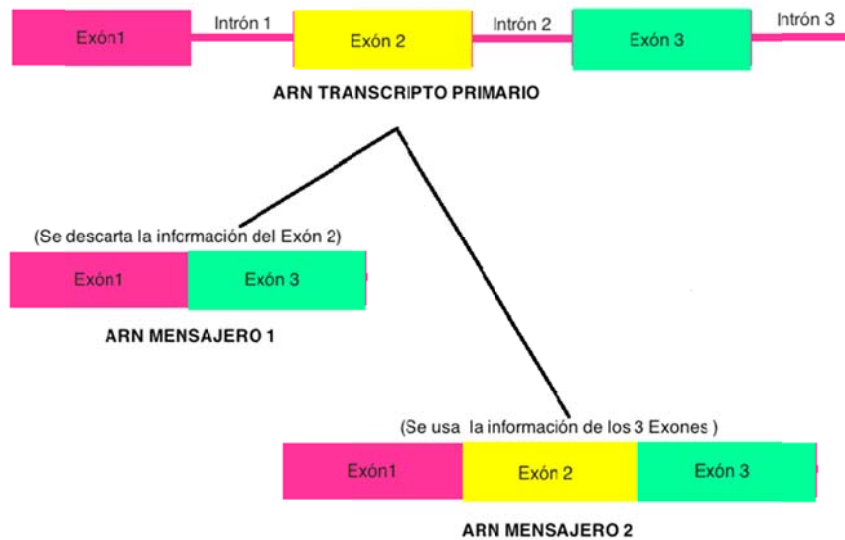 Intrón 1
Intrón 2
Intrón 3
Exón1
Exón 2
Exón 3
ARN TRANSCRIPTO PRIMARIO
(Se descarta la información del Exón 2)
Exón1
Exón 3
ARN MENSAJERO 1
(Se usa la información de los 3 Exones )
Exón1
Exón 2
Exón 3
ARN MENSAJERO 2